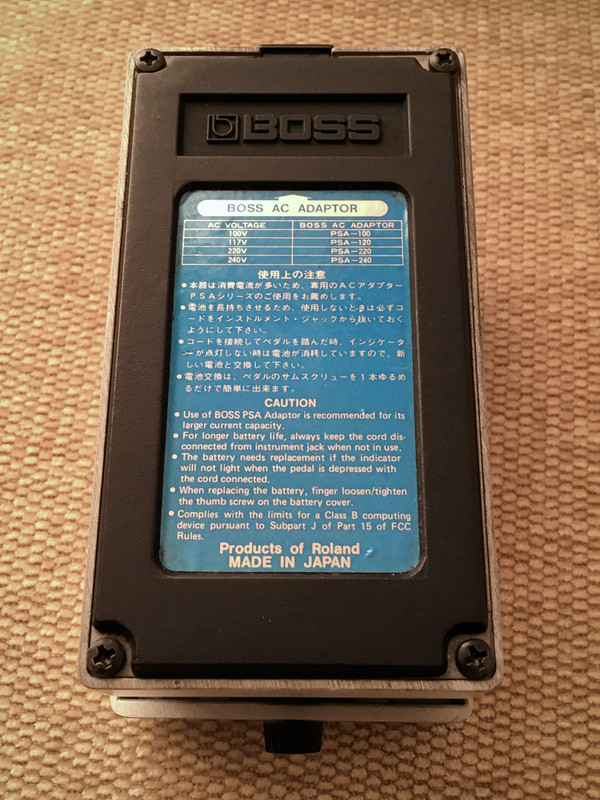 BOSS
BOSS AC ADAPTOR
AC VOLTAGE BOSS AC ADAPTOR
100V PSA-100
117V PSA-120
220V PSA-220
240V PSA-240
使用上の注意
●本器は消費電流が多いため、専用のACアダプター
PSAシリーズのご使用をお薦めします。
●電池を長持ちさせるため、使用しないときは必ずコ
ードをインストルメント・ジャックから抜いておく
ようにして下さい。
●コードを接続してペダルを踏んだ時、インジケータ
ーが点灯しない時は電池が消耗していますので、新
しい電池と交換して下さい。
●電池交換は、ペダルのサムスクリューを1本ゆるめ
るだけで簡単に出来ます。
CAUTION
● Use of BOSS PSA Adaptor is recommended for its
larger current capacity.
● For longer battery life, always keep the cord dis-
connected from instrument jack when not in use.
● The battery needs replacement if the indicator
will not light when the pedal is depressed with
the cord connected.
● When replacing the battery, finger loosen/tighten
the thumb screw on the battery cover.
● Complies with the limits for a Class B computing
device pursuant to Subpart J of Part 15 of FCC
Rules.
Products of Roland
MADE IN JAPAN